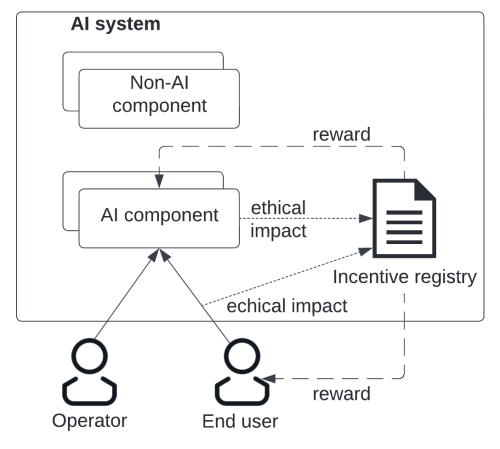 AI system
Non-AI
component
reward
AI component
ethical
impact
Incentive registry
echical impact
reward
Operator
End user